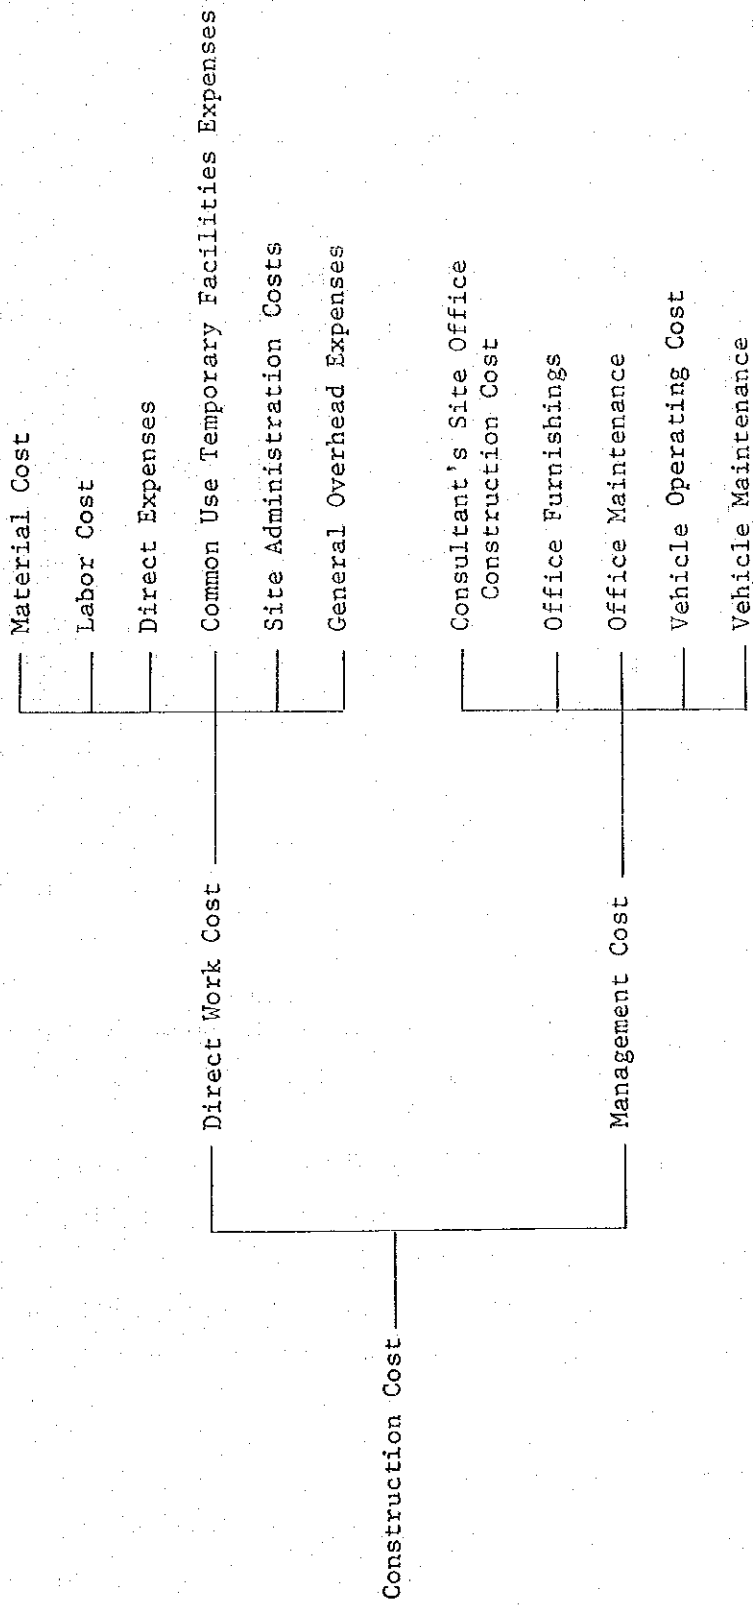 Construction Cost
Direct Work Cost
Material Cost
Labor Cost
Direct Expenses
Common Use Temporary Facilities Expenses
Site Administration Costs
General Overhead Expenses
Management Cost
Consultant's Site Office
Construction Cost
Office Furnishings
Office Maintenance
Vehicle Operating Cost
Vehicle Maintenance